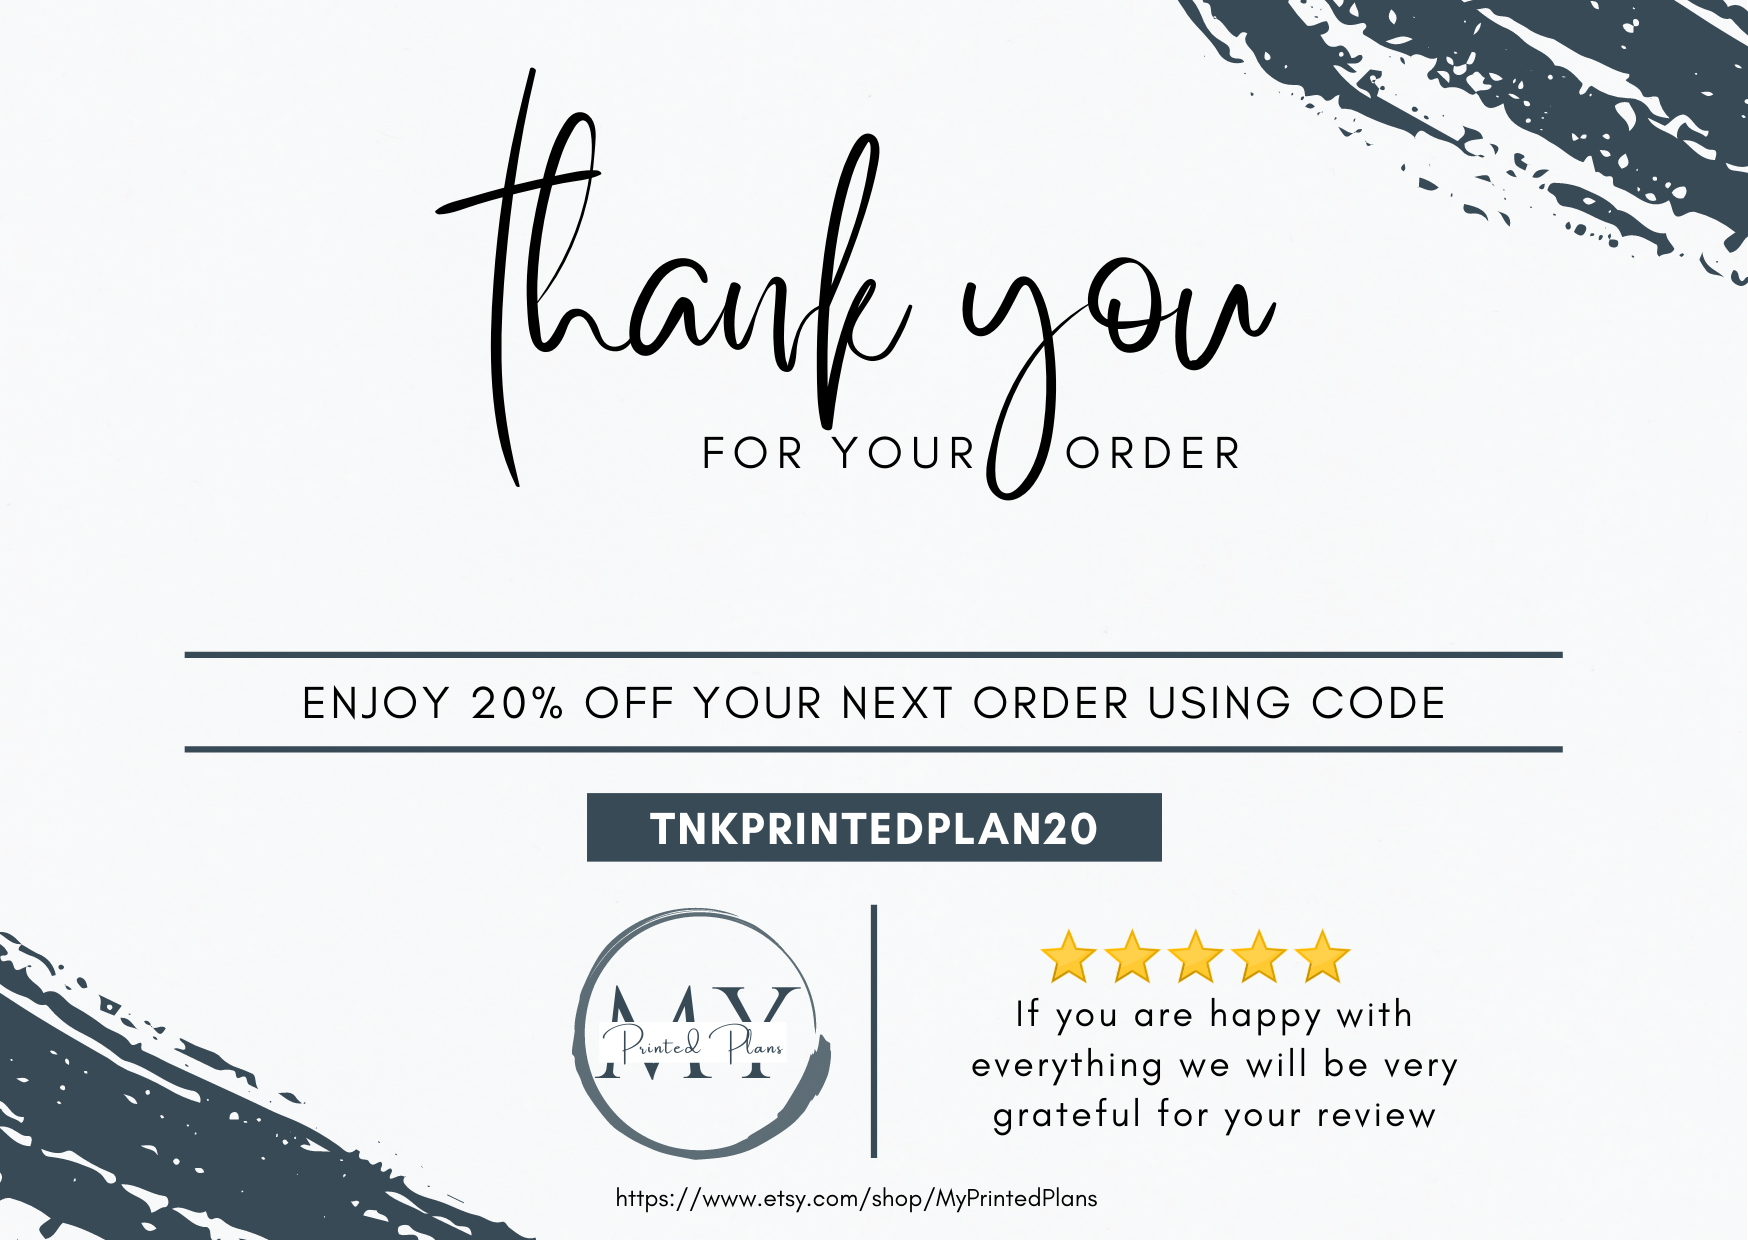 thank you
FOR YOUR ORDER
ENJOY 20% OFF YOUR NEXT ORDER USING CODE
TNKPRINTEDPLAN20
MY
Printed Plans
If you are happy with
everything we will be very
grateful for your review
https://www.etsy.com/shop/MyPrintedPlans